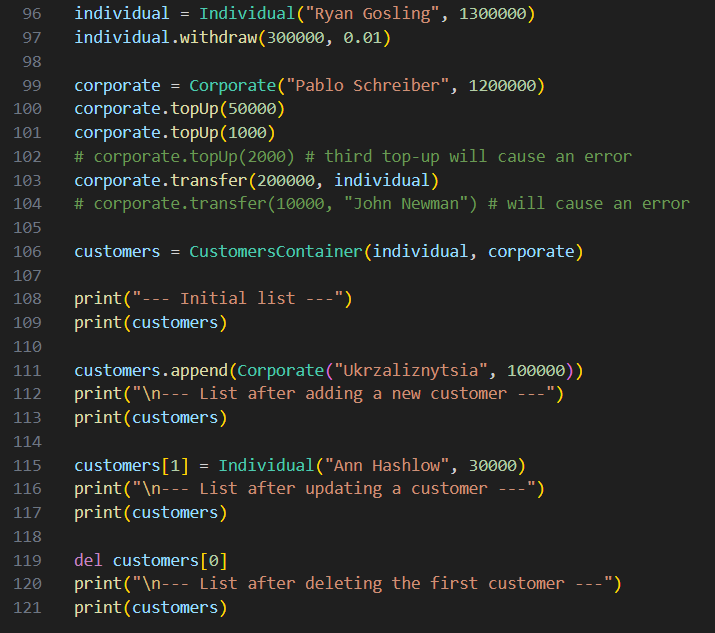 96 individual = Individual("Ryan Gosling", 1300000)
97 individual.withdraw(300000, 0.01)
98
99 corporate = Corporate("Pablo Schreiber", 1200000)
100 corporate.topUp(50000)
101 corporate.topUp(1000)
102 # corporate.topUp(2000) # third top-up will cause an error
103 corporate.transfer(200000, individual)
104 # corporate.transfer(10000, "John Newman") # will cause an error
105
106 customers = CustomersContainer(individual, corporate)
107
108 print("--- Initial list ---")
109 print(customers)
110
111 customers.append(Corporate("Ukrzaliznytsia", 100000))
112 print("\n--- List after adding a new customer ---")
113 print(customers)
114
115 customers[1] = Individual("Ann Hashlow", 30000)
116 print("\n--- List after updating a customer ---")
117 print(customers)
118
119 del customers[0]
120 print("\n--- List after deleting the first customer ---")
121 print(customers)